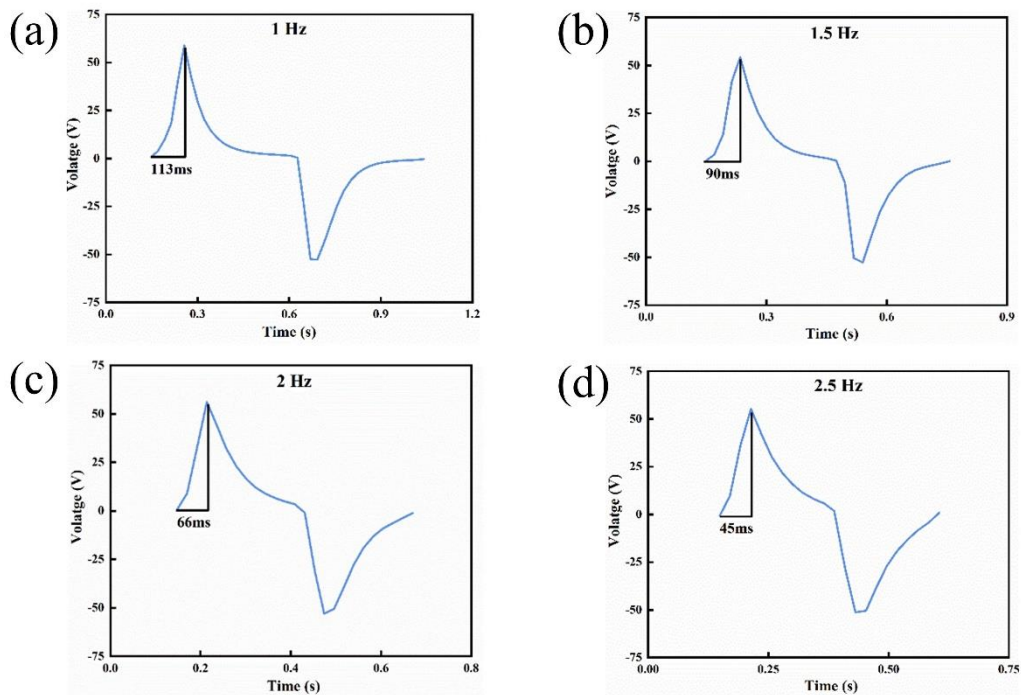 (a)
1 Hz
Volatge (V)
75
50
25
0
-25
-50
-75
113ms
0.0 0.3 0.6 0.9 1.2
Time (s)
(b)
1.5 Hz
Volatge (V)
75
50
25
0
-25
-50
-75
90ms
0.0 0.3 0.6 0.9
Time (s)
(c)
2 Hz
Volatge (V)
75
50
25
0
-25
-50
-75
66ms
0.0 0.2 0.4 0.6 0.8
Time (s)
(d)
2.5 Hz
Volatge (V)
75
50
25
0
-25
-50
-75
45ms
0.00 0.25 0.50 0.75
Time (s)